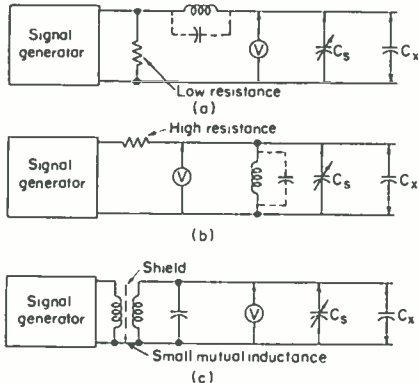 Signal generator
V
Cs
Cx
Low resistance
(a)
High resistance
Signal generator
V
Cs
Cx
(b)
Shield
Signal generator
V
Cs
Cx
Small mutual inductance
(c)